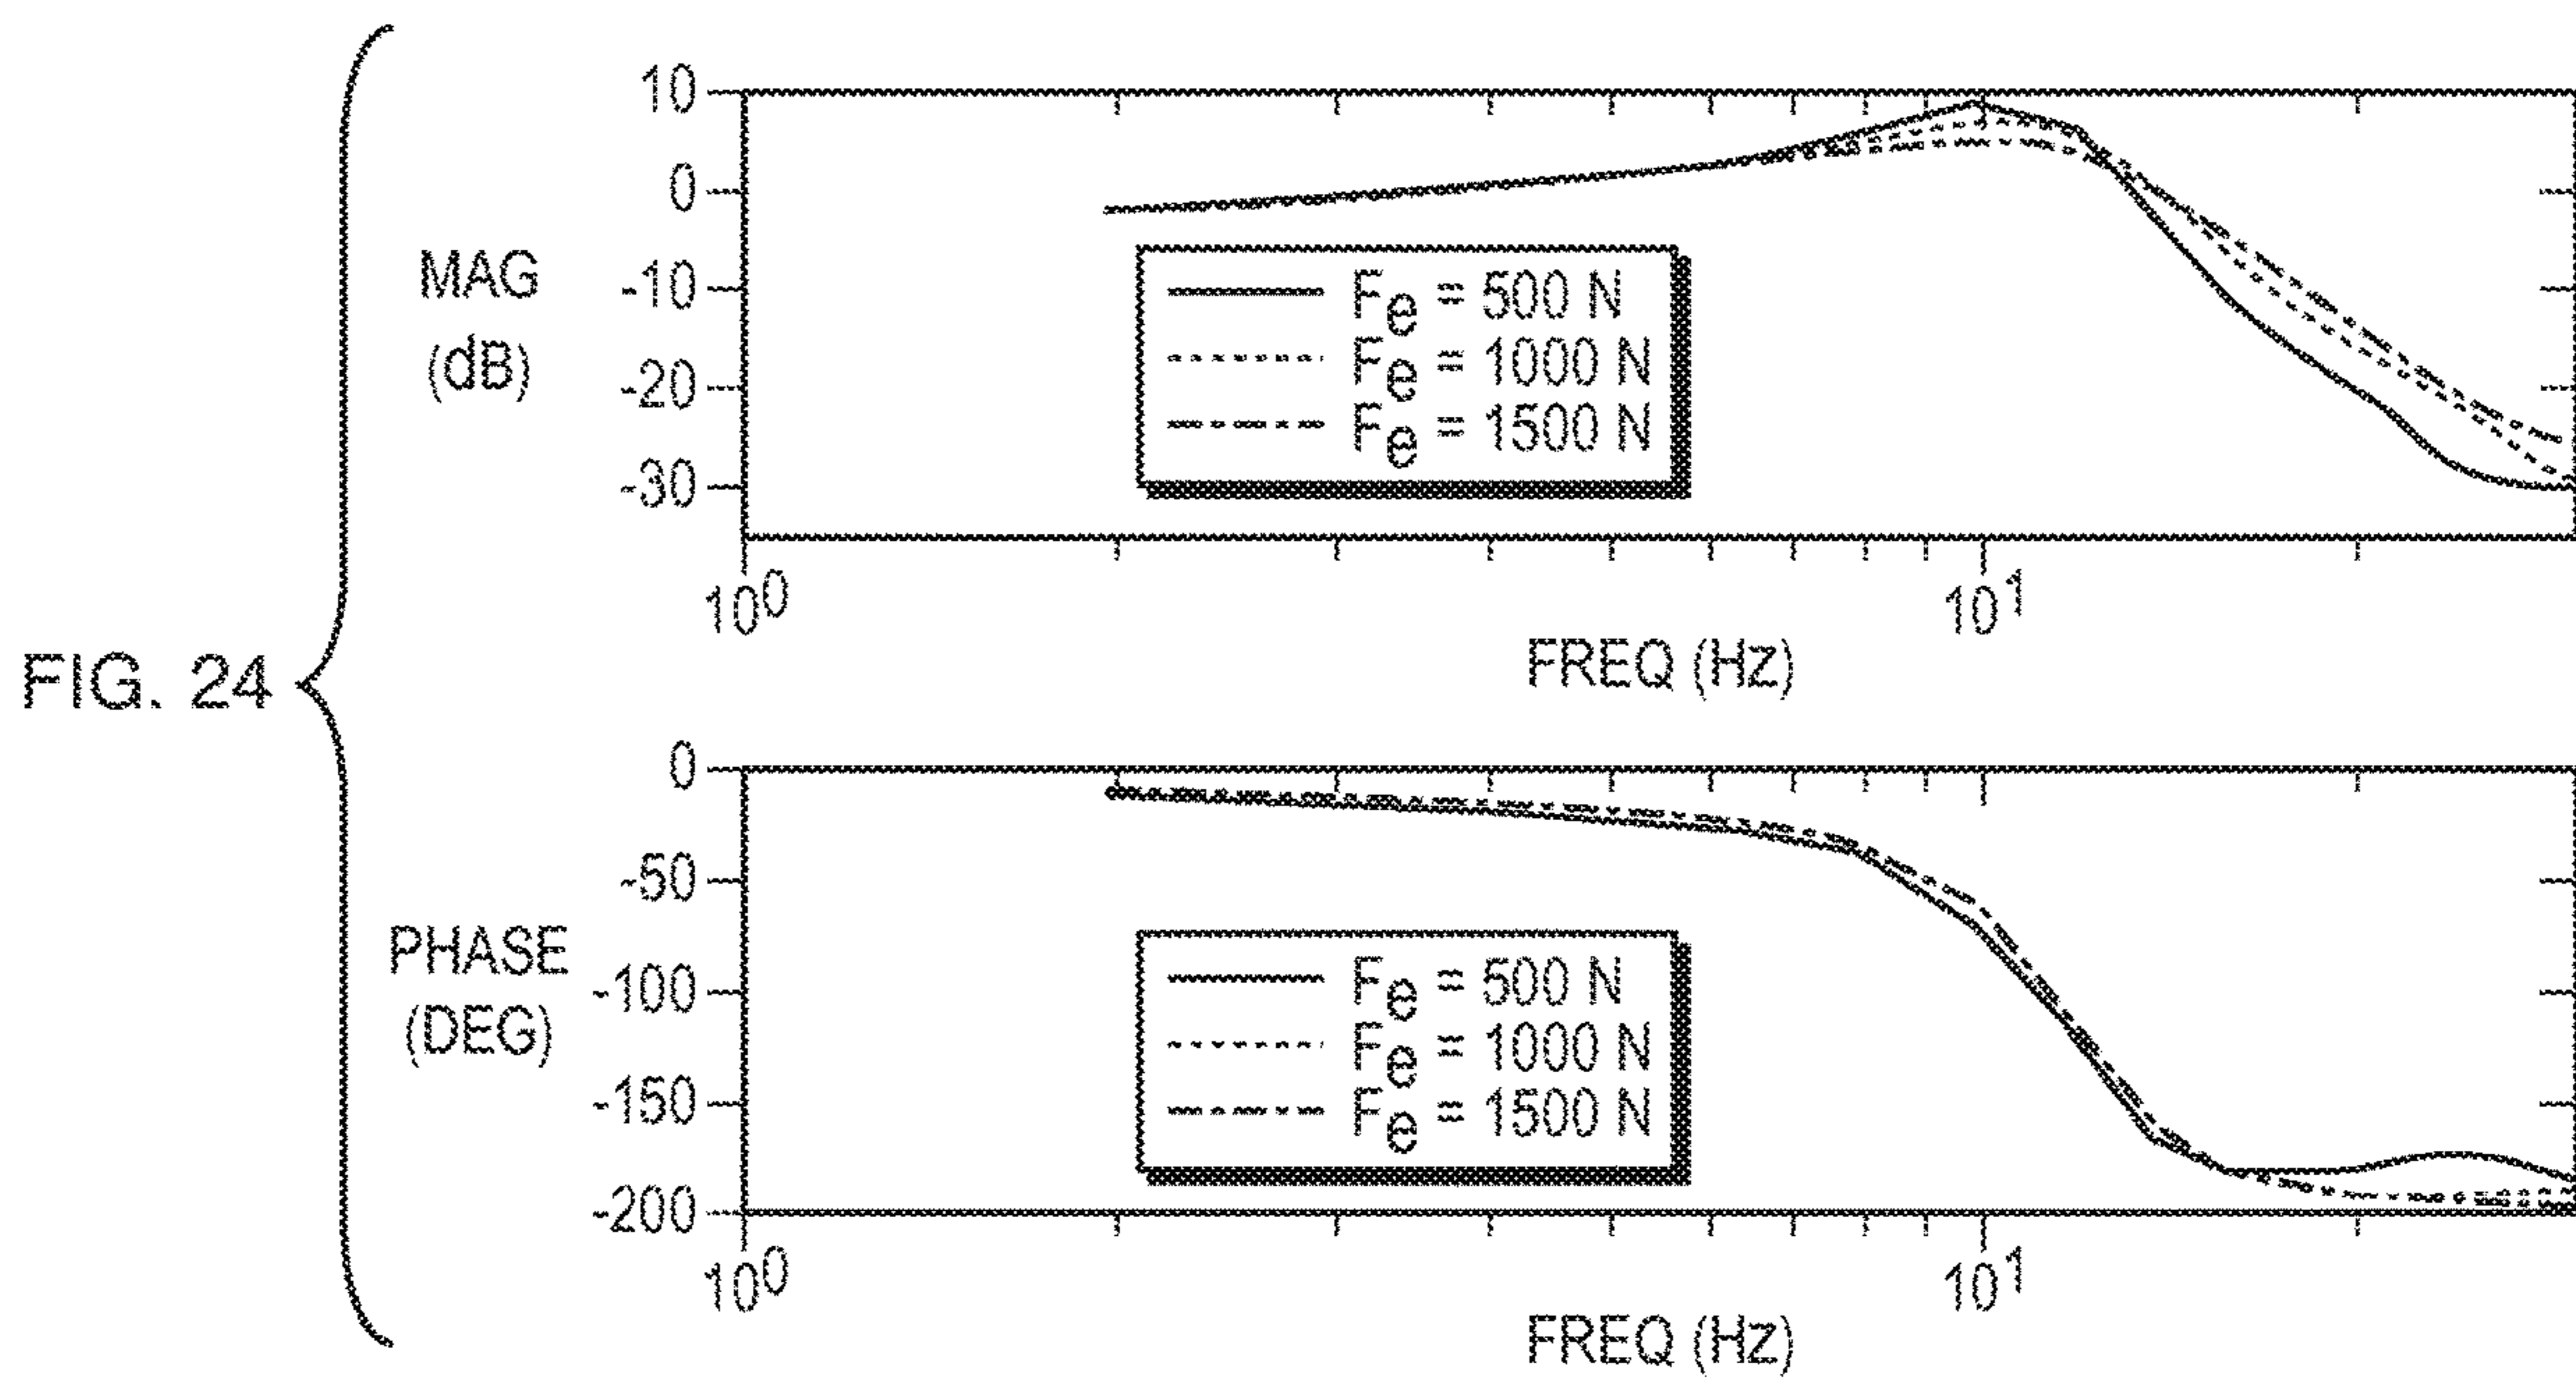 FIG. 24
MAG
(dB)
10
0
-10
-20
-30
Fe = 500 N
Fe = 1000 N
Fe = 1500 N
10^0
10^1
FREQ (Hz)
PHASE
(DEG)
0
-50
-100
-150
-200
Fe = 500 N
Fe = 1000 N
Fe = 1500 N
10^0
10^1
FREQ (Hz)